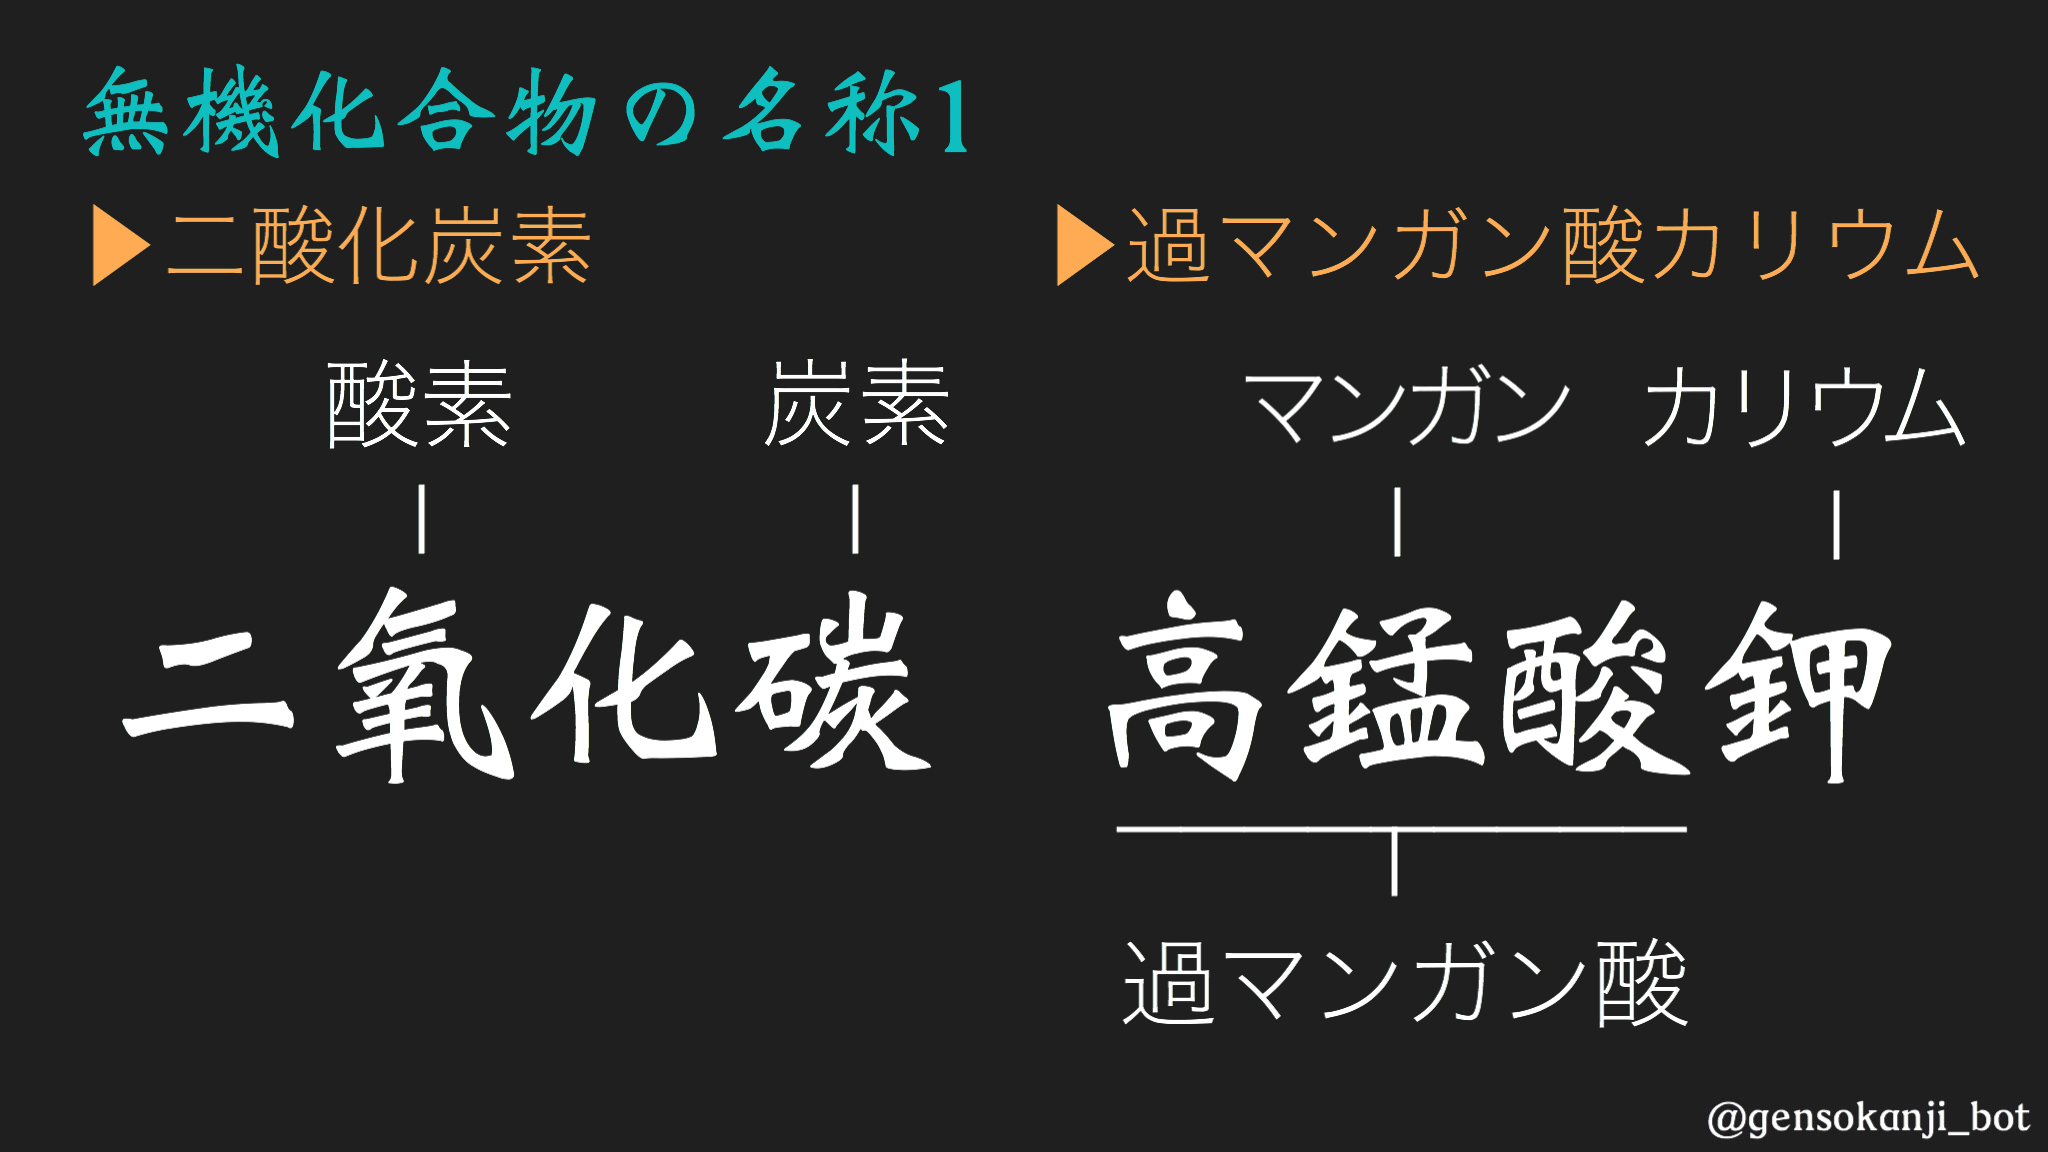 無機化合物の名称1
▶二酸化炭素
酸素 炭素
二氧化碳
▶過マンガン酸カリウム
マンガン カリウム
高錳酸鉀
過マンガン酸
@gensokanji_bot